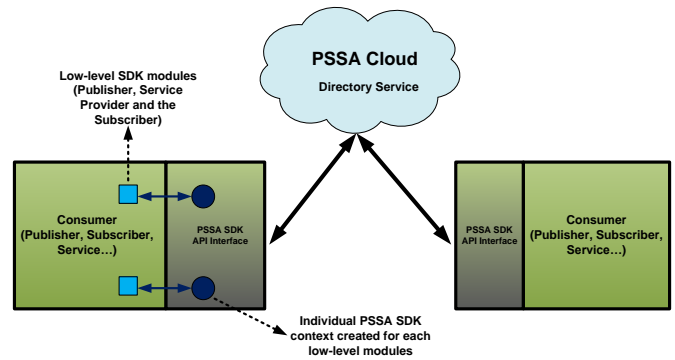 PSSA Cloud
Directory Service
Low-level SDK modules
(Publisher, Service
Provider and the
Subscriber)
Consumer
(Publisher, Subscriber,
Service...)
PSSA SDK
API Interface
PSSA SDK
API Interface
Consumer
(Publisher, Subscriber,
Service...)
Individual PSSA SDK
context created for each
low-level modules